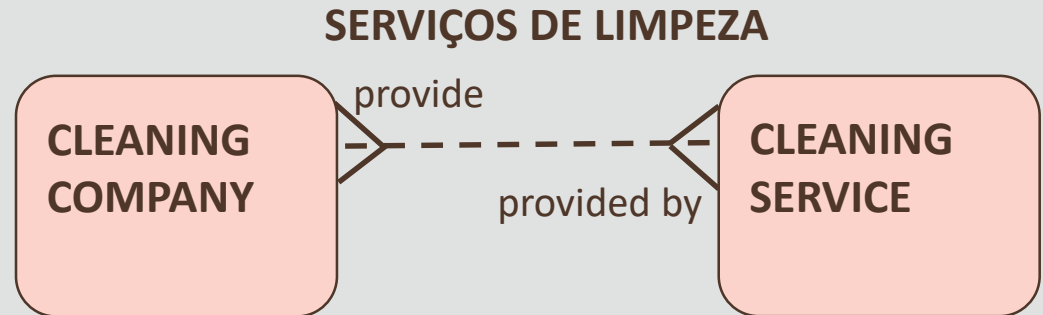 SERVIÇOS DE LIMPEZA
provide
CLEANING
COMPANY
CLEANING
SERVICE
provided by